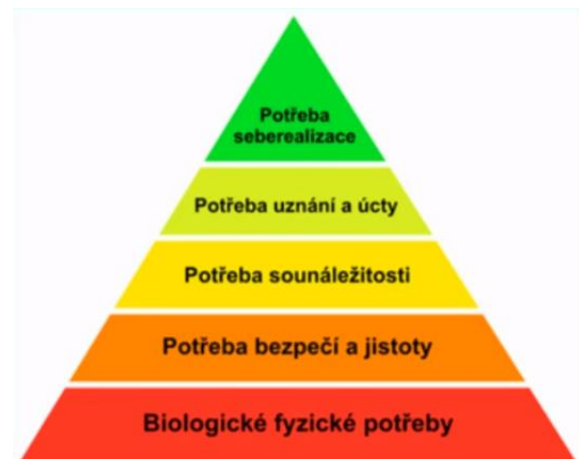 Potřeba
seberealizace
Potřeba uznání a úcty
Potřeba sounáležitosti
Potřeba bezpečí a jistoty
Biologické fyzické potřeby